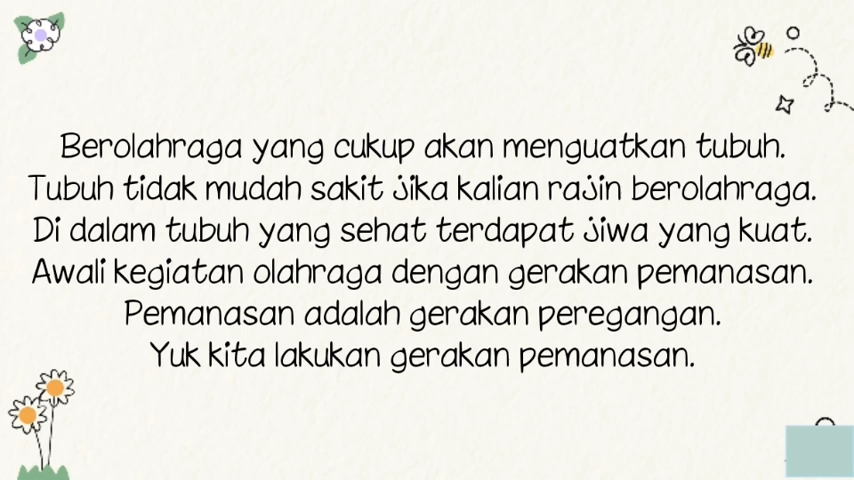 Berolahraga yang cukup akan menguatkan tubuh.
Tubuh tidak mudah sakit jika kalian rajin berolahraga.
Di dalam tubuh yang sehat terdapat jiwa yang kuat.
Awali kegiatan olahraga dengan gerakan pemanasan.
Pemanasan adalah gerakan peregangan.
Yuk kita lakukan gerakan pemanasan.